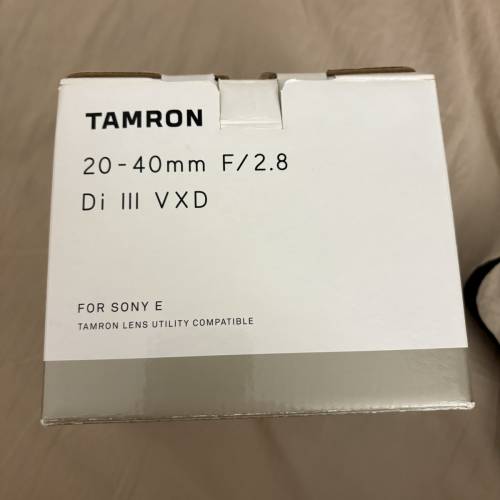 TAMRON
20-40mm F/2.8
Di III VXD
FOR SONY E
TAMRON LENS UTILITY COMPATIBLE